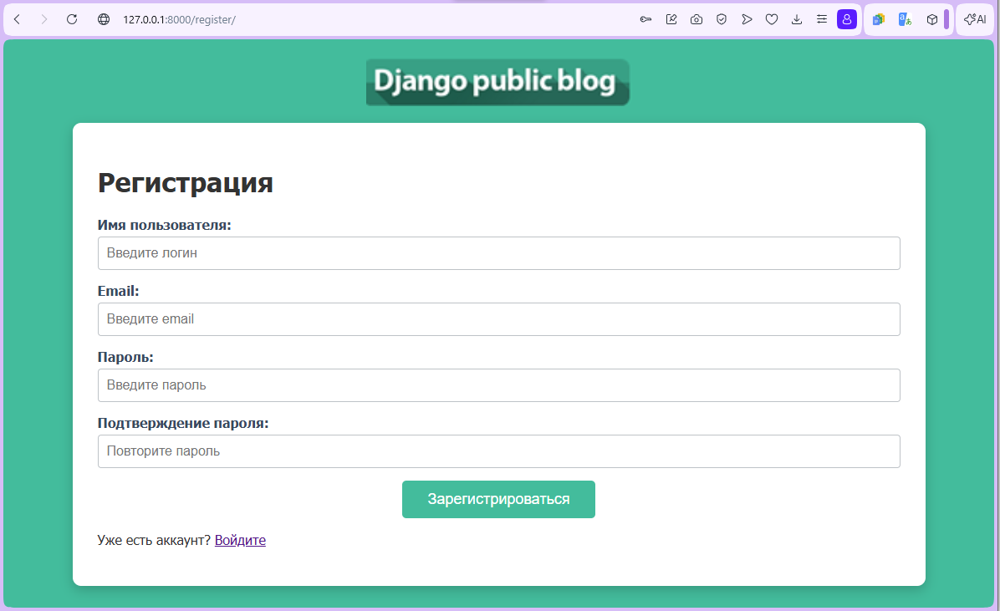 127.0.0.1:8000/register/
AI
Django public blog
Регистрация
Имя пользователя:
Введите логин
Email:
Введите email
Пароль:
Введите пароль
Подтверждение пароля:
Повторите пароль
Зарегистрироваться
Уже есть аккаунт? Войдите